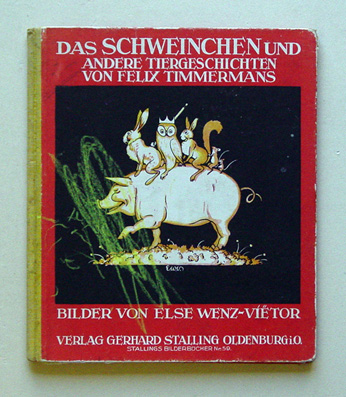 DAS SCHWEINCHEN UND
ANDERE TIERGESCHICHTEN
VON FELIX TIMMERMANS
BILDER VON ELSE WENZ-VIËTOR
VERLAG GERHARD STALLING OLDENBURG i.O.
STALLINGS BILDERBÜCHER Nr. 59.